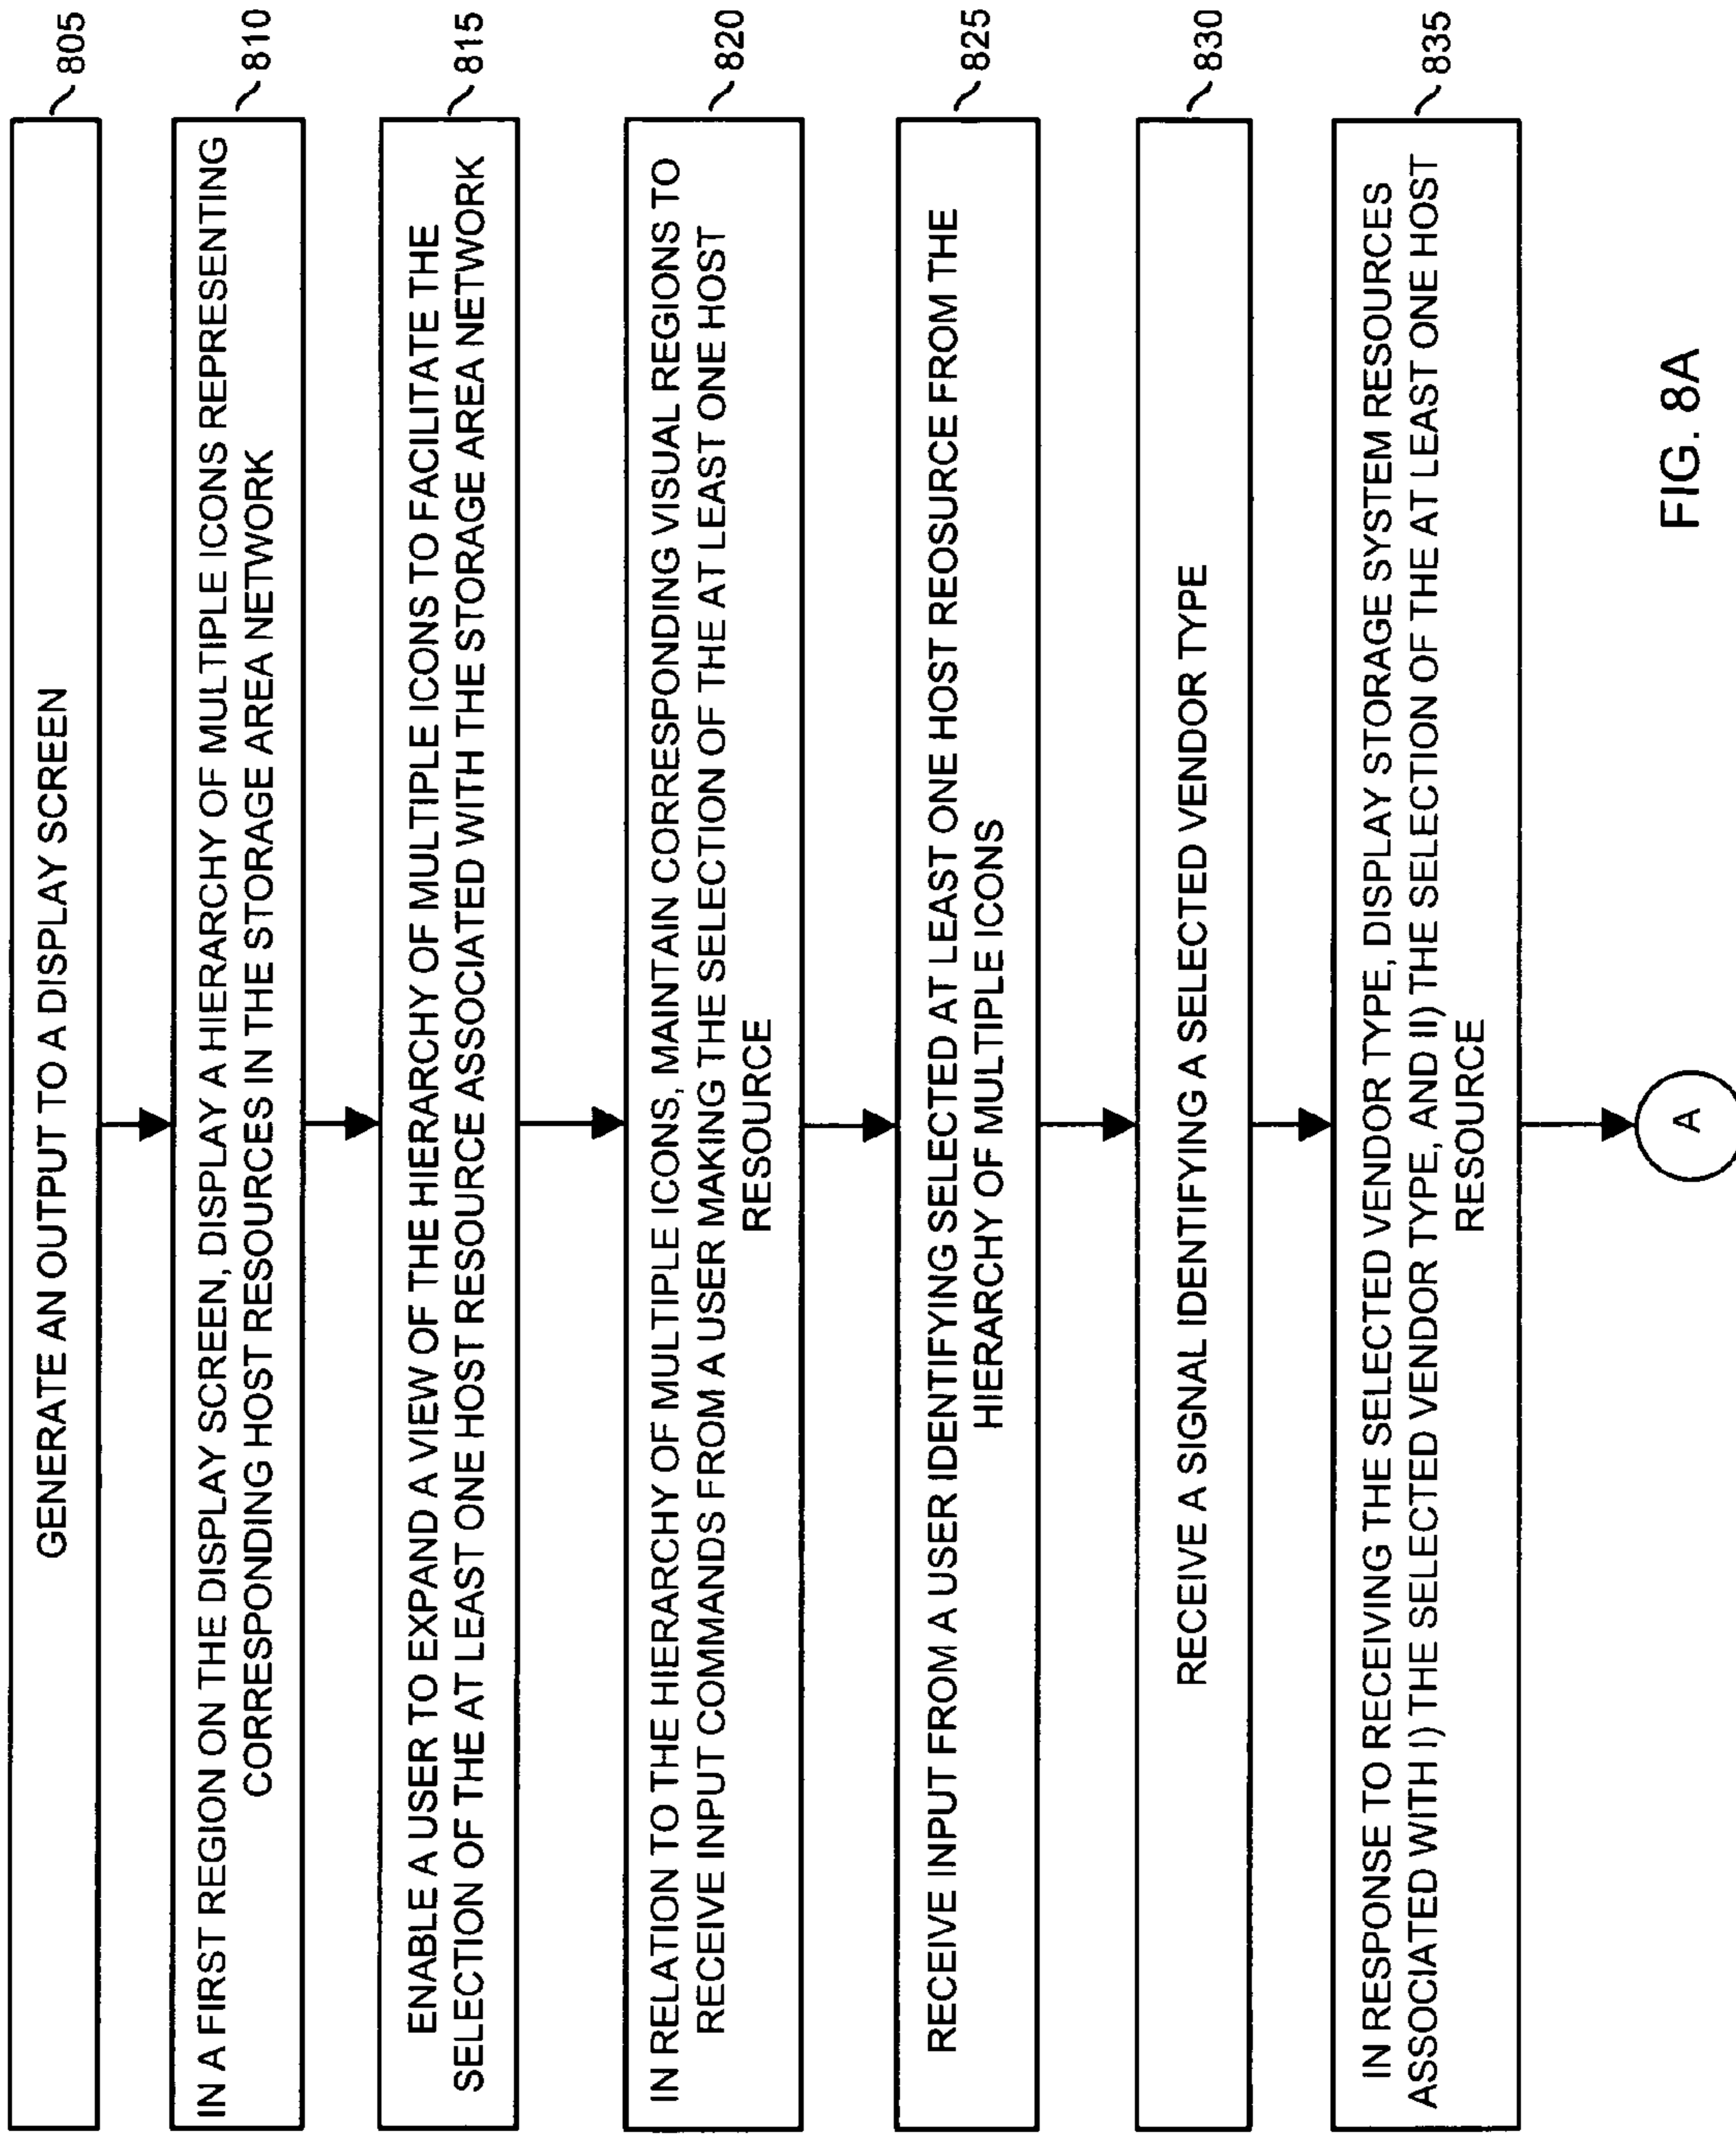 GENERATE AN OUTPUT TO A DISPLAY SCREEN
~805
IN A FIRST REGION ON THE DISPLAY SCREEN, DISPLAY A HIERARCHY OF MULTIPLE ICONS REPRESENTING
CORRESPONDING HOST RESOURCES IN THE STORAGE AREA NETWORK
~810
ENABLE A USER TO EXPAND A VIEW OF THE HIERARCHY OF MULTIPLE ICONS TO FACILITATE THE
SELECTION OF THE AT LEAST ONE HOST RESOURCE ASSOCIATED WITH THE STORAGE AREA NETWORK
~815
IN RELATION TO THE HIERARCHY OF MULTIPLE ICONS, MAINTAIN CORRESPONDING VISUAL REGIONS TO
RECEIVE INPUT COMMANDS FROM A USER MAKING THE SELECTION OF THE AT LEAST ONE HOST
RESOURCE
~820
RECEIVE INPUT FROM A USER IDENTIFYING SELECTED AT LEAST ONE HOST REOSURCE FROM THE
HIERARCHY OF MULTIPLE ICONS
~825
RECEIVE A SIGNAL IDENTIFYING A SELECTED VENDOR TYPE
~830
IN RESPONSE TO RECEIVING THE SELECTED VENDOR TYPE, DISPLAY STORAGE SYSTEM RESOURCES
ASSOCIATED WITH I) THE SELECTED VENDOR TYPE, AND II) THE SELECTION OF THE AT LEAST ONE HOST
RESOURCE
~835
A
FIG. 8A